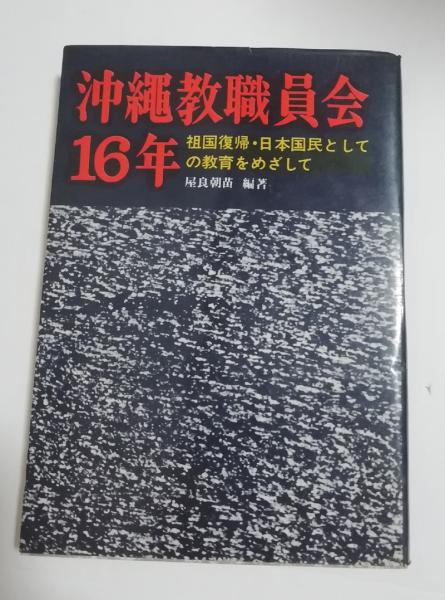 沖縄教職員会
16年
祖国復帰・日本国民として
の教育をめざして
屋良朝苗 編著